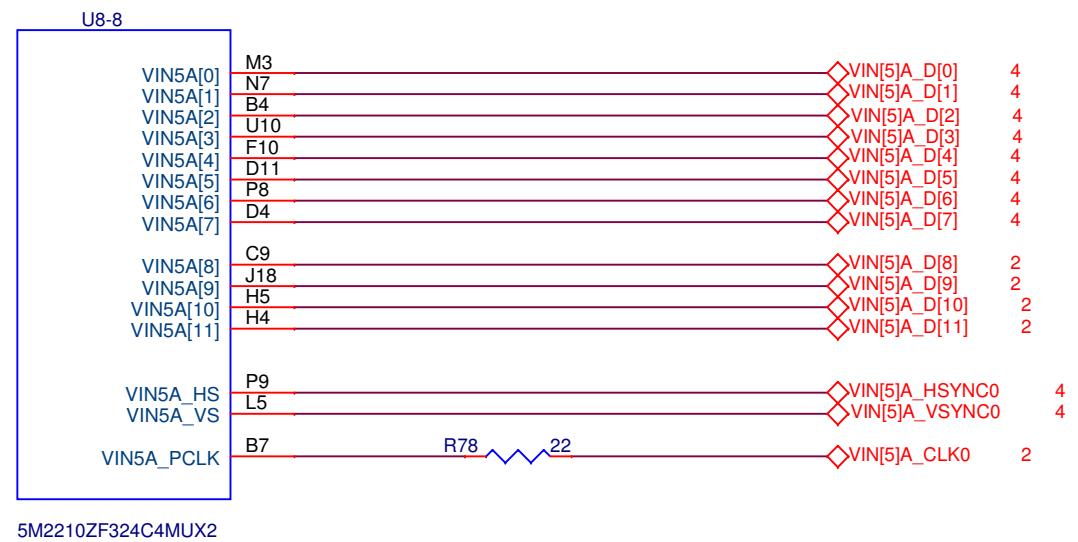 U8-8
VIN5A[0] M3 VIN[5]A_D[0] 4
VIN5A[1] N7 VIN[5]A_D[1] 4
VIN5A[2] B4 VIN[5]A_D[2] 4
VIN5A[3] U10 VIN[5]A_D[3] 4
VIN5A[4] F10 VIN[5]A_D[4] 4
VIN5A[5] D11 VIN[5]A_D[5] 4
VIN5A[6] P8 VIN[5]A_D[6] 4
VIN5A[7] D4 VIN[5]A_D[7] 4
VIN5A[8] C9 VIN[5]A_D[8] 2
VIN5A[9] J18 VIN[5]A_D[9] 2
VIN5A[10] H5 VIN[5]A_D[10] 2
VIN5A[11] H4 VIN[5]A_D[11] 2
VIN5A_HS P9 VIN[5]A_HSYNC0 4
VIN5A_VS L5 VIN[5]A_VSYNC0 4
VIN5A_PCLK B7 R78 22 VIN[5]A_CLK0 2
5M2210ZF324C4MUX2